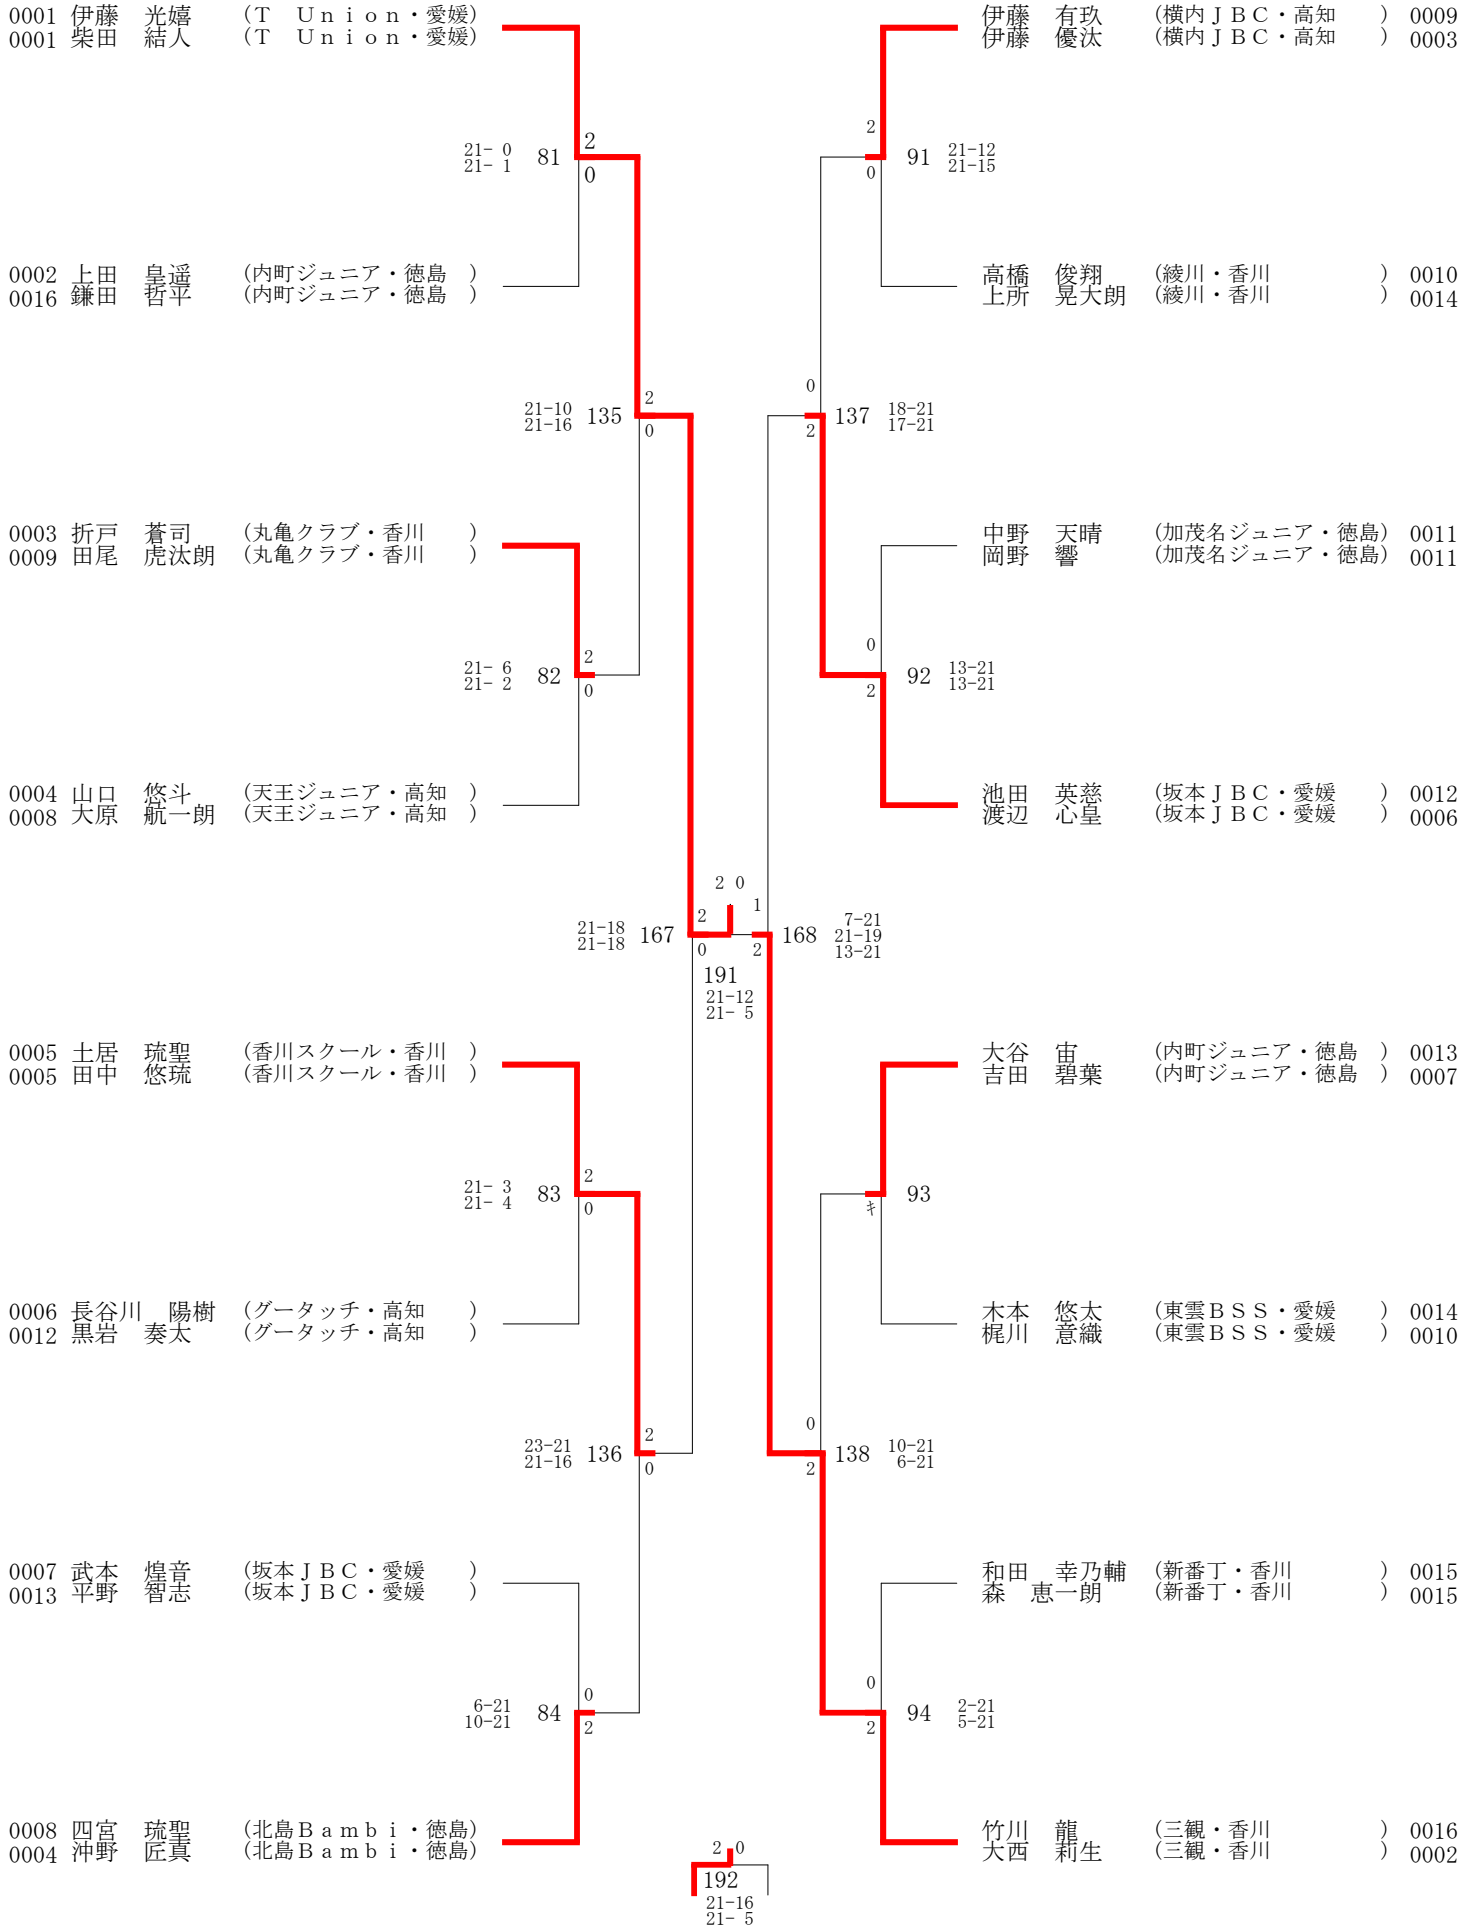 0001 伊藤　光嬉 (T　Union・愛媛)
0001 柴田　結人 (T　Union・愛媛)
21- 0
21- 1
81
2
0
0002 上田　皇遥 (内町ジュニア・徳島　)
0016 鎌田　哲平 (内町ジュニア・徳島　)
21-10
21-16
135
2
0
0003 折戸　蒼司 (丸亀クラブ・香川　　)
0009 田尾　虎汰朗 (丸亀クラブ・香川　　)
21- 6
21- 2
82
2
0
0004 山口　悠斗 (天王ジュニア・高知　)
0008 大原　航一朗 (天王ジュニア・高知　)
21-18
21-18
167
2
0
0005 土居　琉聖 (香川スクール・香川　)
0005 田中　悠琉 (香川スクール・香川　)
21- 3
21- 4
83
2
0
0006 長谷川　陽樹 (グータッチ・高知　　)
0012 黒岩　奏太 (グータッチ・高知　　)
23-21
21-16
136
2
0
0007 武本　煌音 (坂本JBC・愛媛　　)
0013 平野　智志 (坂本JBC・愛媛　　)
6-21
10-21
84
0
2
0008 四宮　琉聖 (北島Bambi・徳島)
0004 沖野　匠真 (北島Bambi・徳島)
2 0
191
21-12
21- 5
2 0
192
21-16
21- 5
伊藤　有玖 (横内JBC・高知　　) 0009
伊藤　優汰 (横内JBC・高知　　) 0003
2
0
91
21-12
21-15
高橋　俊翔 (綾川・香川　　　　　) 0010
上所　晃大朗 (綾川・香川　　　　　) 0014
0
2
137
18-21
17-21
中野　天晴 (加茂名ジュニア・徳島) 0011
岡野　響 (加茂名ジュニア・徳島) 0011
0
2
92
13-21
13-21
池田　英慈 (坂本JBC・愛媛　　) 0012
渡辺　心皇 (坂本JBC・愛媛　　) 0006
1
2
168
7-21
21-19
13-21
大谷　宙 (内町ジュニア・徳島　) 0013
吉田　碧葉 (内町ジュニア・徳島　) 0007
キ
93
木本　悠太 (東雲BSS・愛媛　　) 0014
梶川　意織 (東雲BSS・愛媛　　) 0010
0
2
138
10-21
6-21
和田　幸乃輔 (新番丁・香川　　　　) 0015
森　恵一朗 (新番丁・香川　　　　) 0015
0
2
94
2-21
5-21
竹川　龍 (三観・香川　　　　　) 0016
大西　莉生 (三観・香川　　　　　) 0002